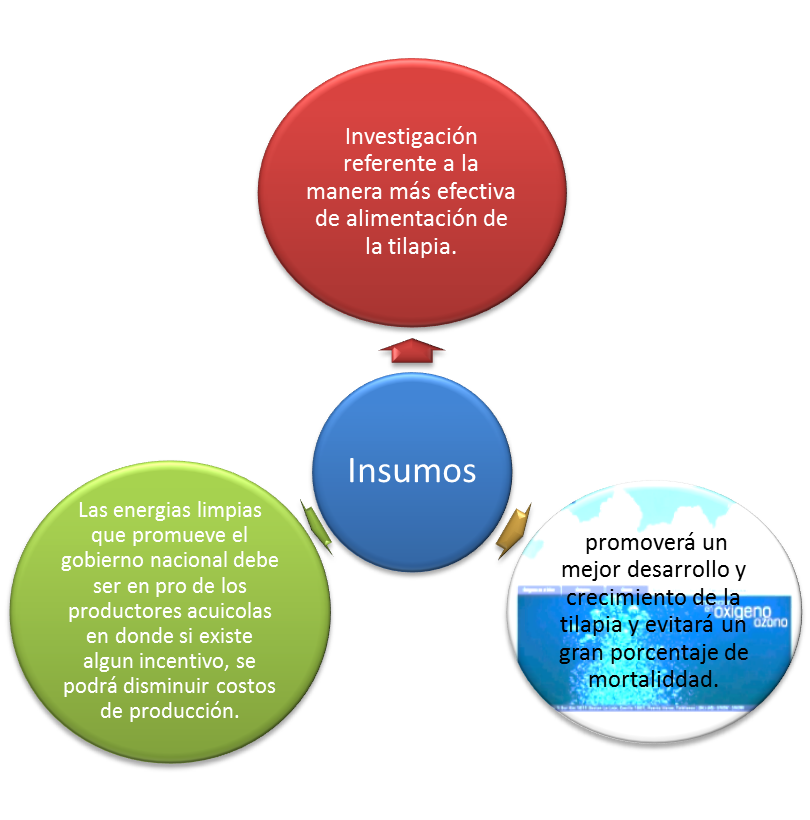 Investigación
referente a la
manera más efectiva
de alimentación de
la tilapia.
Insumos
Las energias limpias
que promueve el
gobierno nacional debe
ser en pro de los
productores acuicolas
en donde si existe
algun incentivo, se
podrá disminuir costos
de producción.
promoverá un
mejor desarrollo y
crecimiento de la
tilapia y evitará un
gran porcentaje de
mortaliddad.
oxigeno
ozono